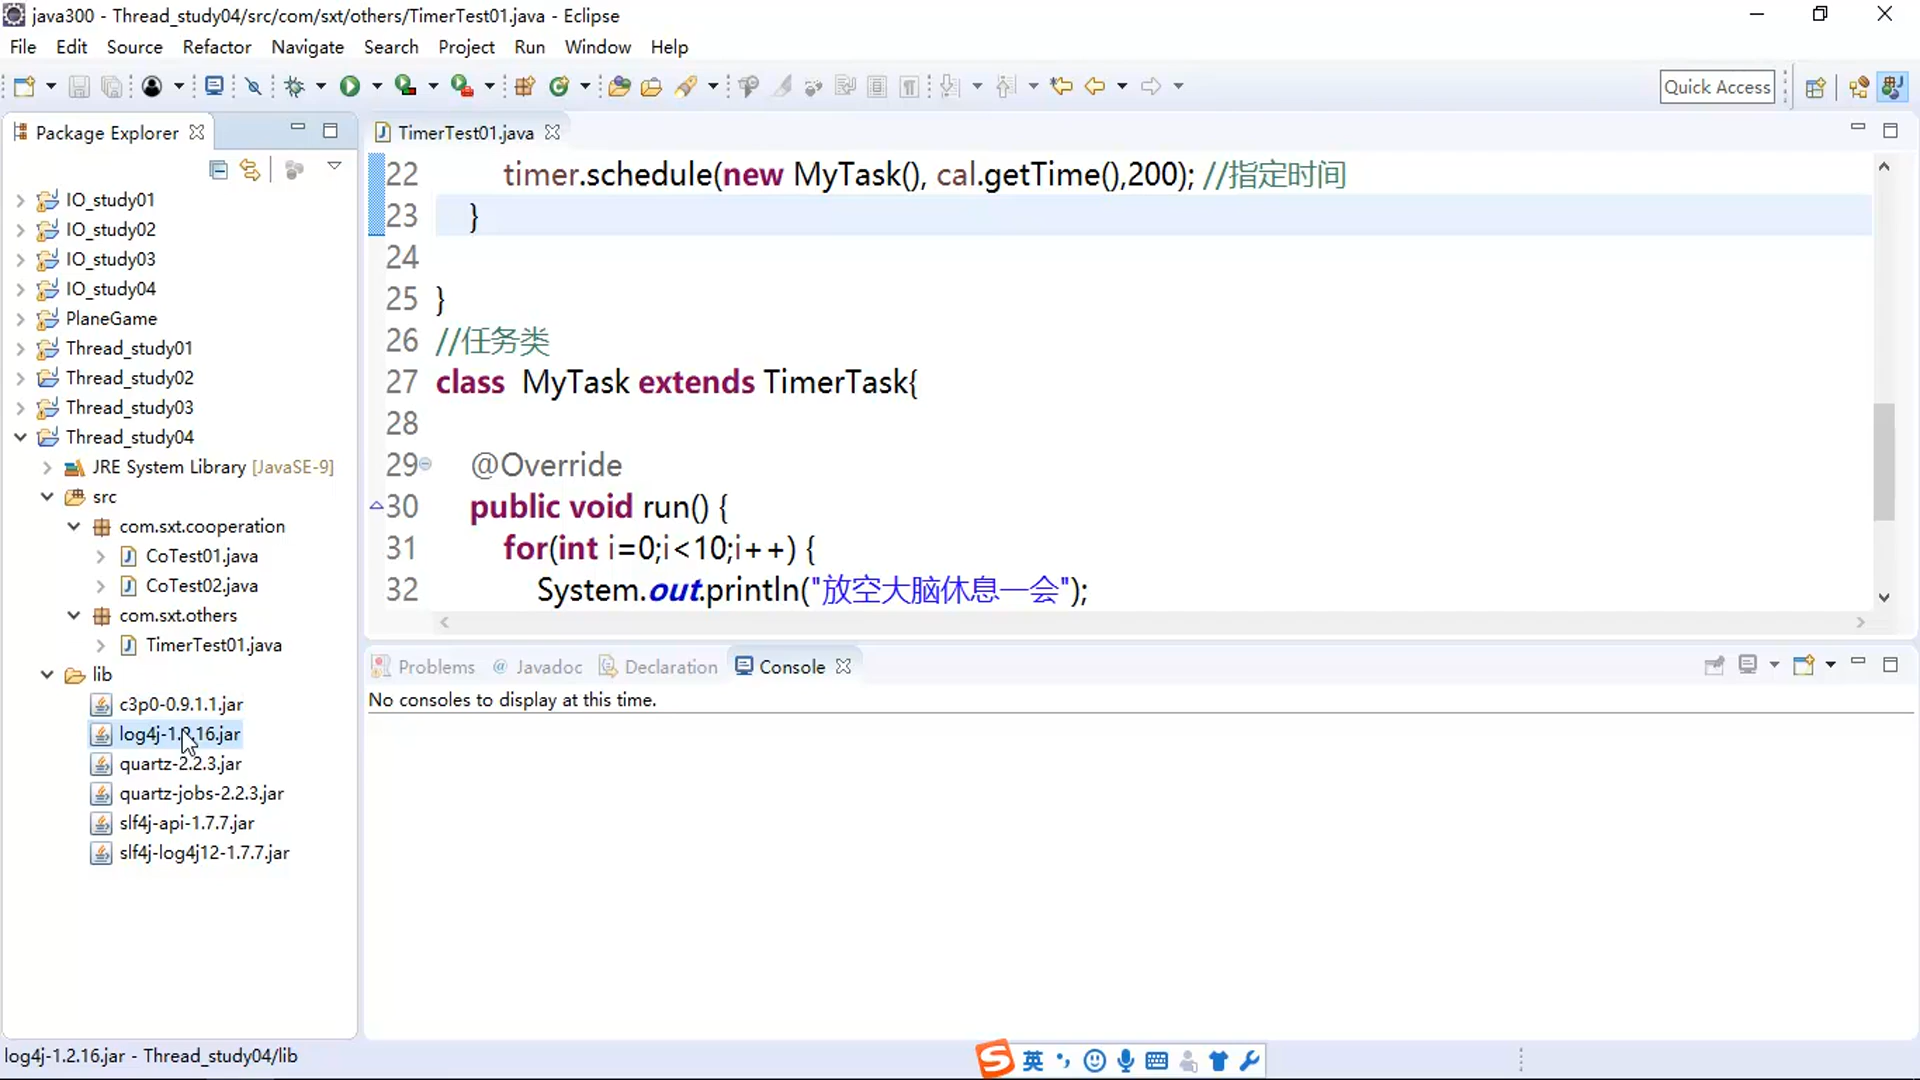 java300 - Thread_study04/src/com/sxt/others/TimerTest01.java - Eclipse
File Edit Source Refactor Navigate Search Project Run Window Help
Quick Access
Package Explorer
IO_study01
IO_study02
IO_study03
IO_study04
PlaneGame
Thread_study01
Thread_study02
Thread_study03
Thread_study04
JRE System Library [JavaSE-9]
src
com.sxt.cooperation
CoTest01.java
CoTest02.java
com.sxt.others
TimerTest01.java
lib
c3p0-0.9.1.1.jar
log4j-1.2.16.jar
quartz-2.2.3.jar
quartz-jobs-2.2.3.jar
slf4j-api-1.7.7.jar
slf4j-log4j12-1.7.7.jar
TimerTest01.java
22 timer.schedule(new MyTask(), cal.getTime(),200); //指定时间
23 }
24
25 }
26 //任务类
27 class MyTask extends TimerTask{
28
29 @Override
30 public void run() {
31 for(int i=0;i<10;i++) {
32 System.out.println("放空大脑休息一会");
Problems @ Javadoc Declaration Console
No consoles to display at this time.
log4j-1.2.16.jar - Thread_study04/lib
S 英